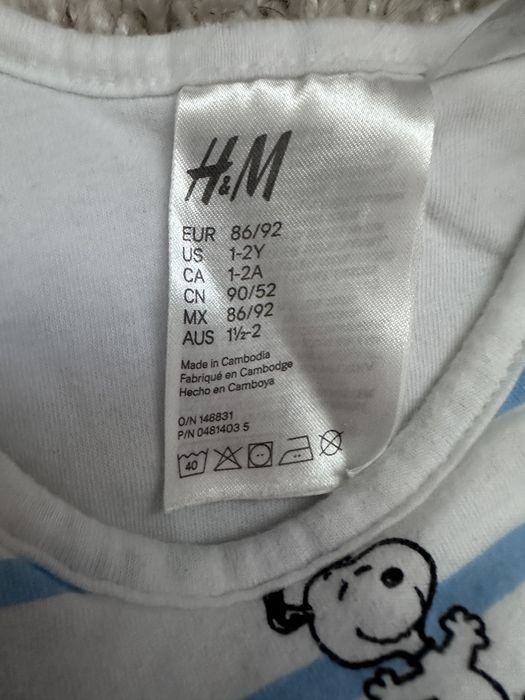 H&M
EUR 86/92
US 1-2Y
CA 1-2A
CN 90/52
MX 86/92
AUS 1½-2
Made in Cambodia
Fabriqué en Cambodge
Hecho en Camboya
O/N 148831
P/N 0481403 5
40